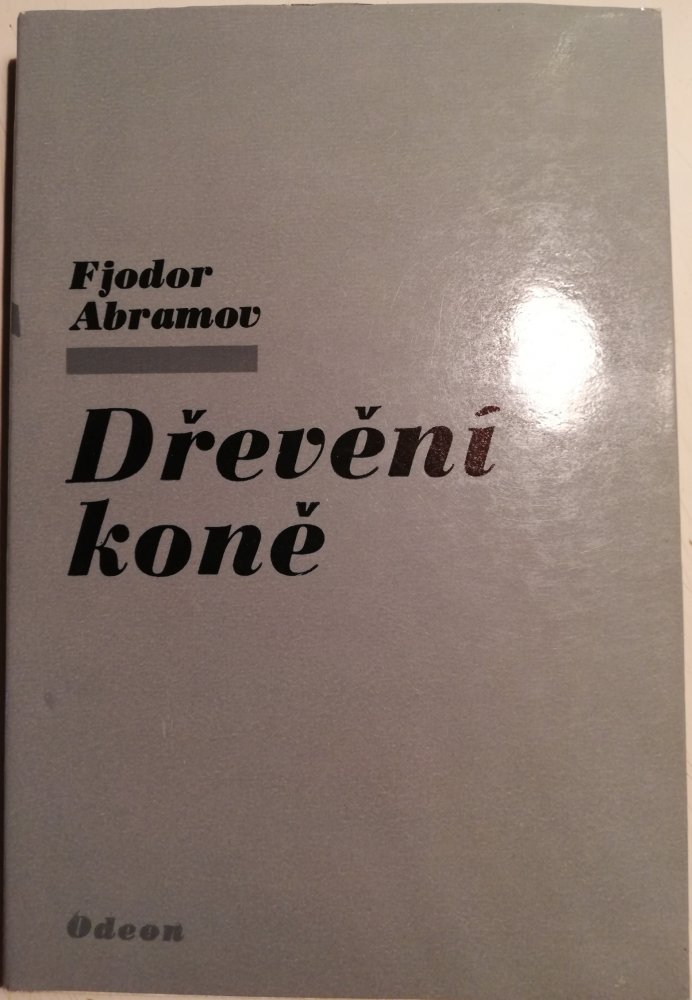 Fjodor
Abramov
Dřevění
koně
Odeon